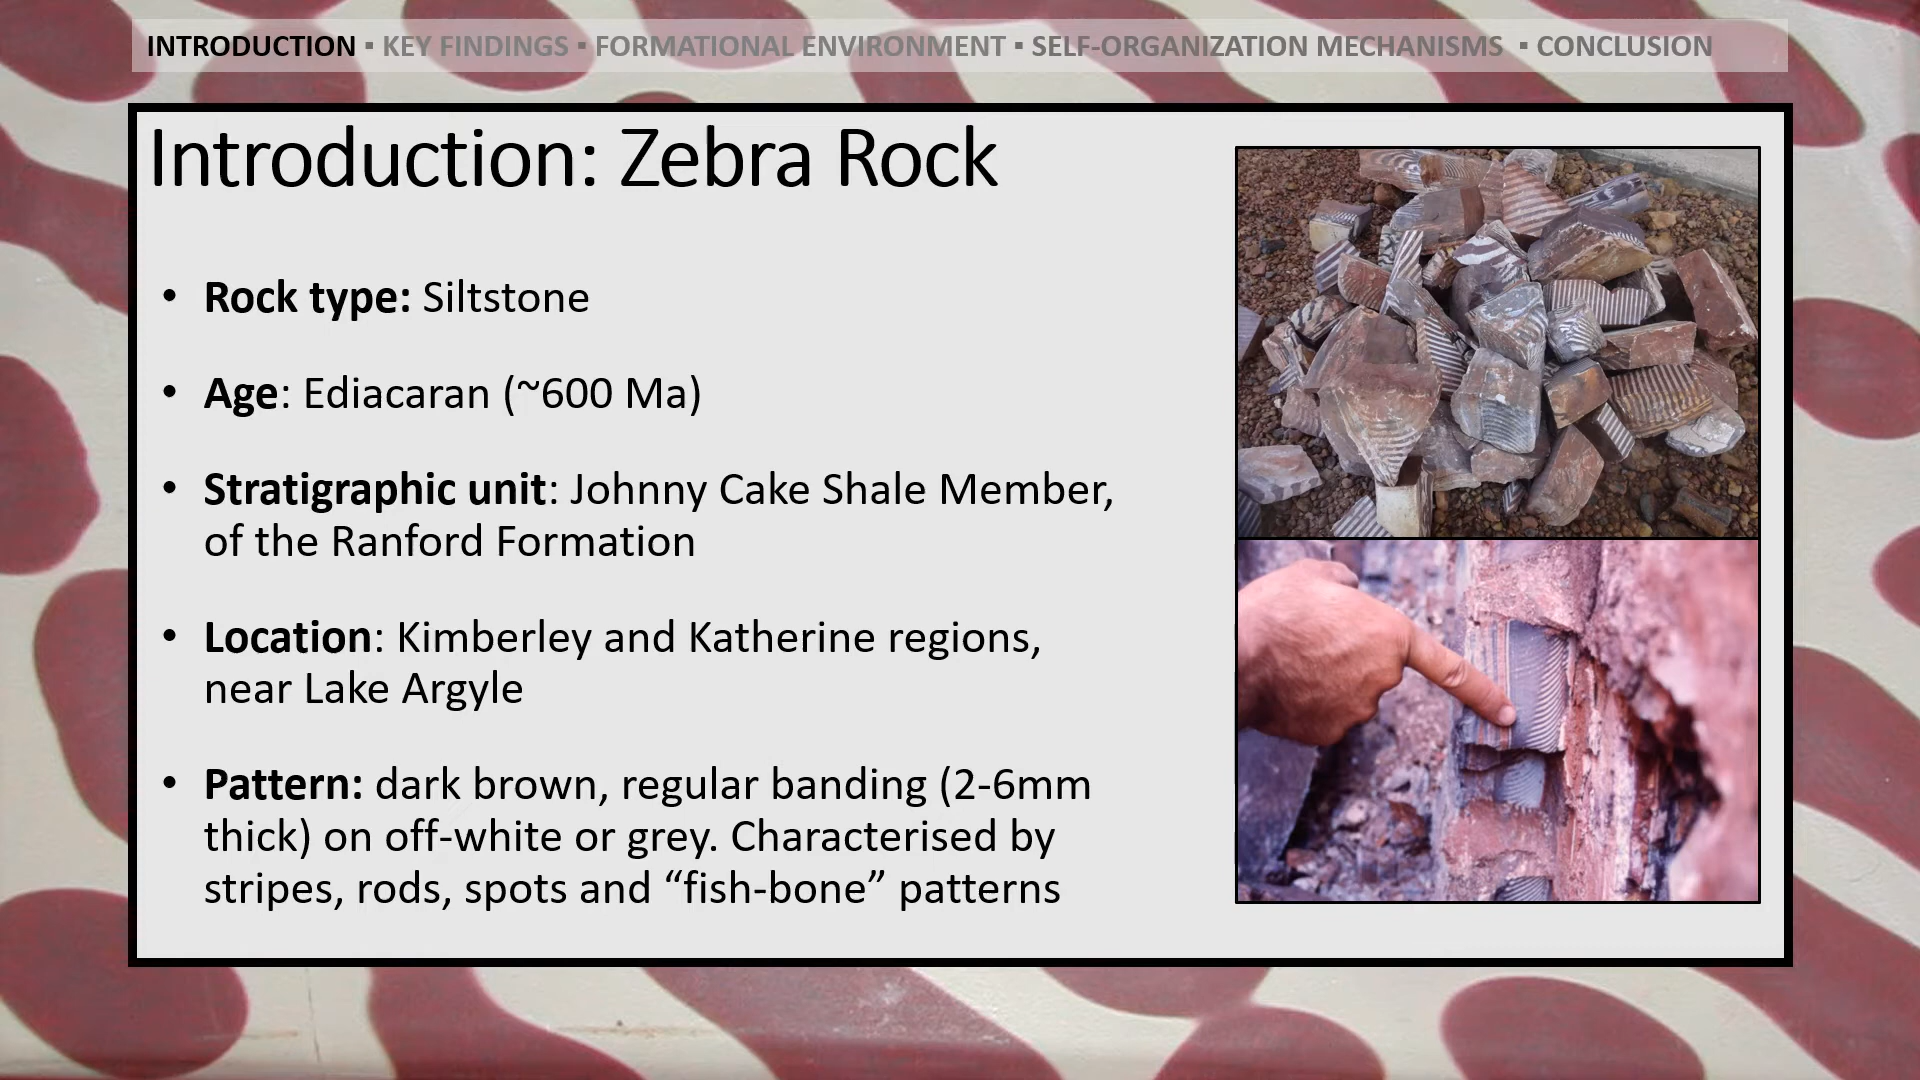 INTRODUCTION ▪ KEY FINDINGS ▪ FORMATIONAL ENVIRONMENT ▪ SELF-ORGANIZATION MECHANISMS ▪ CONCLUSION
Introduction: Zebra Rock
• Rock type: Siltstone
• Age: Ediacaran (~600 Ma)
• Stratigraphic unit: Johnny Cake Shale Member,
of the Ranford Formation
• Location: Kimberley and Katherine regions,
near Lake Argyle
• Pattern: dark brown, regular banding (2-6mm
thick) on off-white or grey. Characterised by
stripes, rods, spots and “fish-bone” patterns